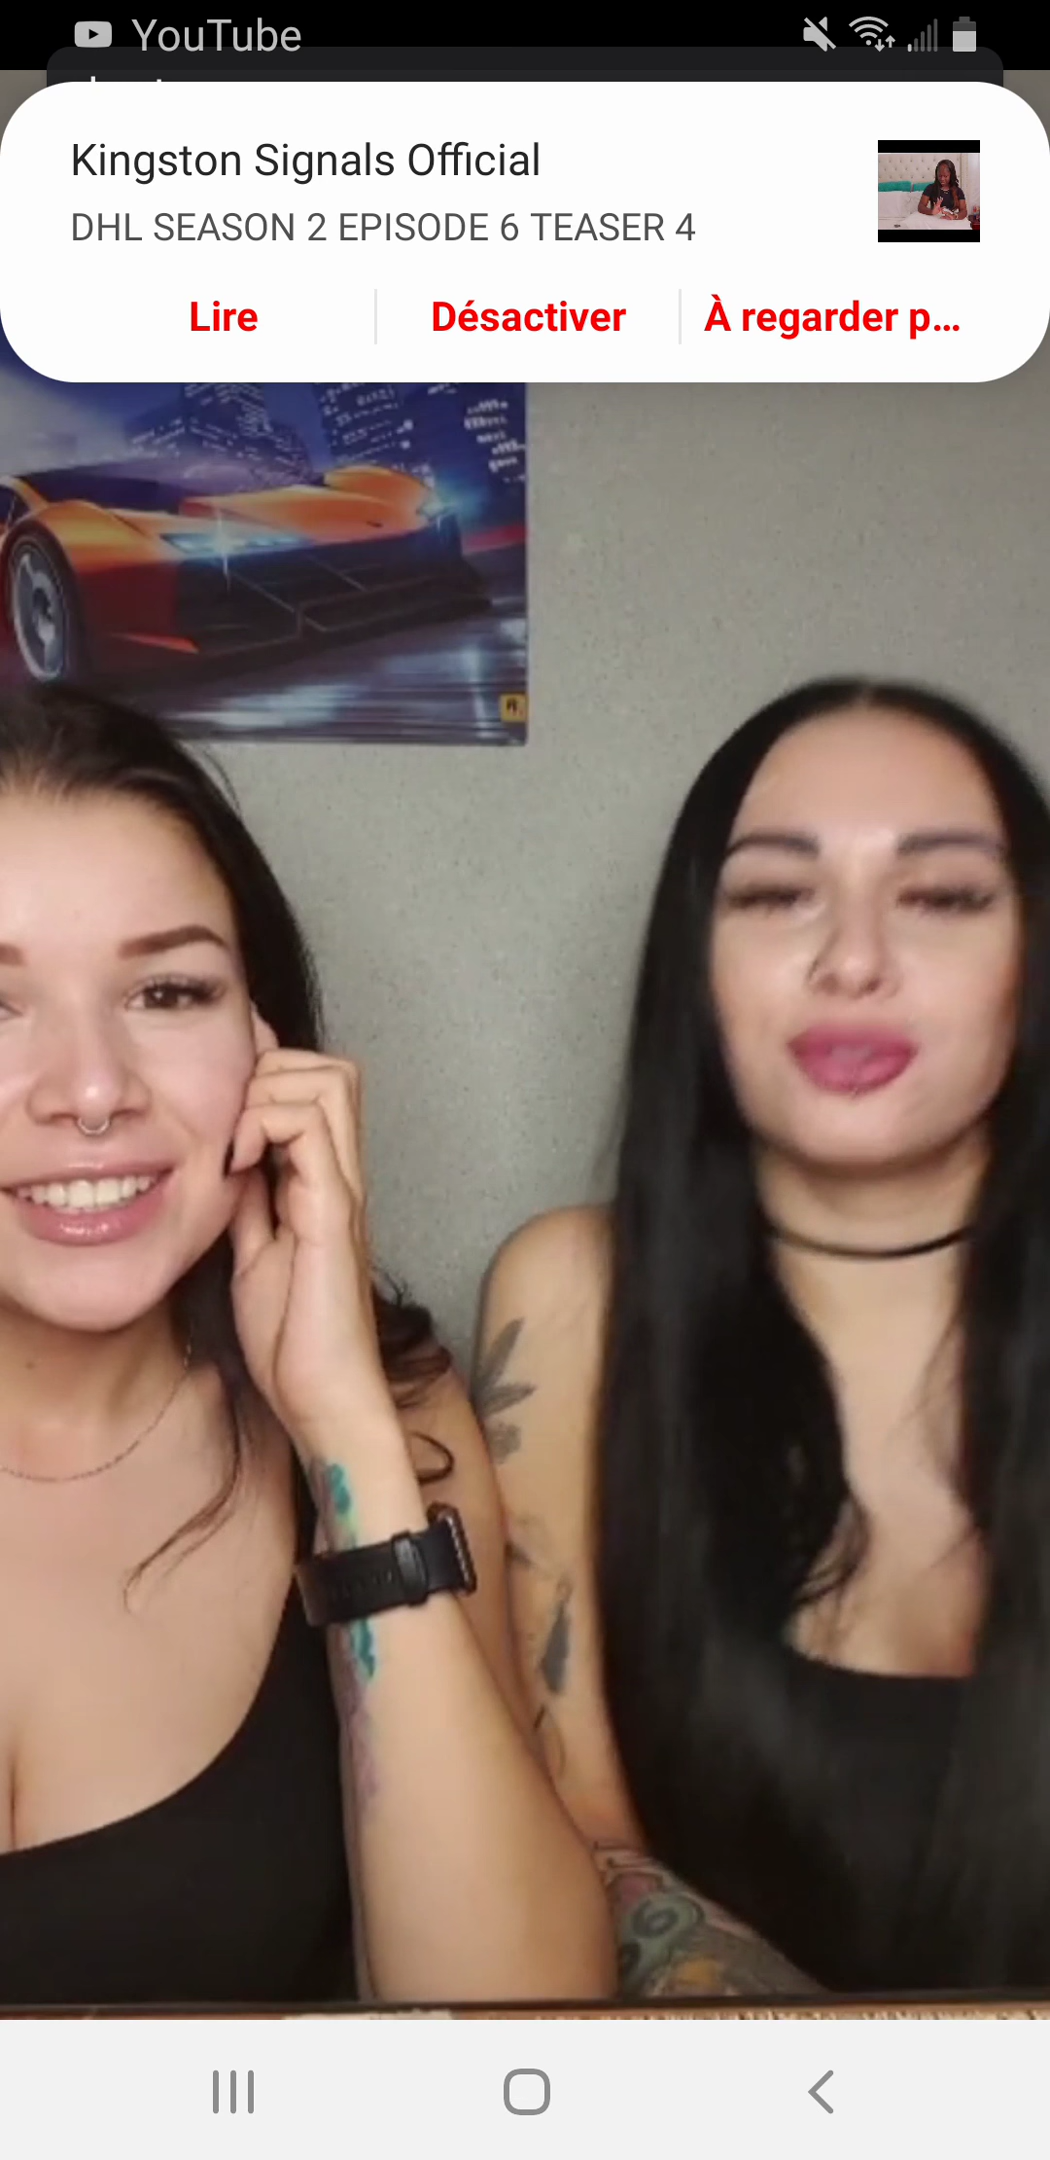 YouTube
Kingston Signals Official
DHL SEASON 2 EPISODE 6 TEASER 4
Lire
Désactiver
À regarder p...